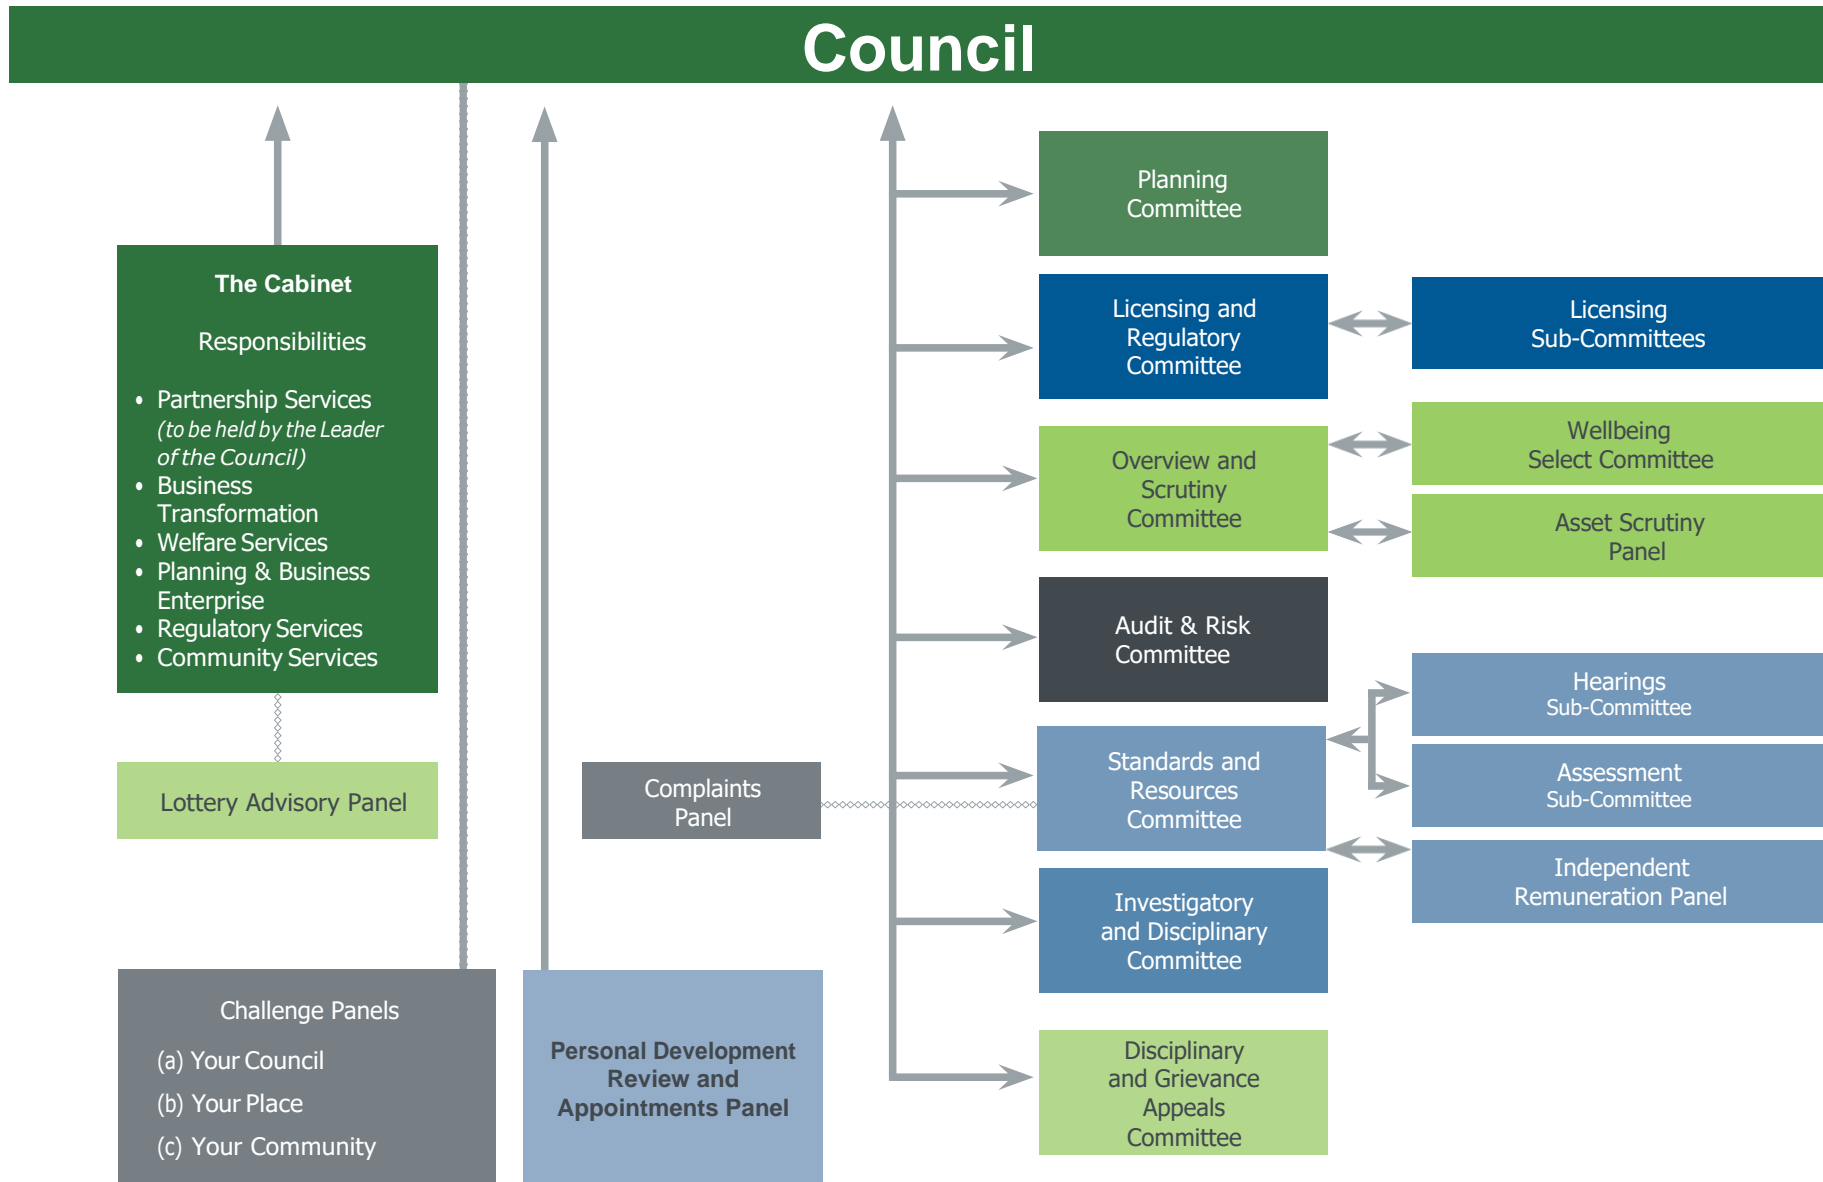 Council
The Cabinet
Responsibilities
• Partnership Services
(to be held by the Leader
of the Council)
• Business
Transformation
• Welfare Services
• Planning & Business
Enterprise
• Regulatory Services
• Community Services
Lottery Advisory Panel
Challenge Panels
(a) Your Council
(b) Your Place
(c) Your Community
Personal Development
Review and
Appointments Panel
Complaints
Panel
Planning
Committee
Licensing and
Regulatory
Committee
Licensing
Sub-Committees
Overview and
Scrutiny
Committee
Wellbeing
Select Committee
Asset Scrutiny
Panel
Audit & Risk
Committee
Standards and
Resources
Committee
Hearings
Sub-Committee
Assessment
Sub-Committee
Independent
Remuneration Panel
Investigatory
and Disciplinary
Committee
Disciplinary
and Grievance
Appeals
Committee